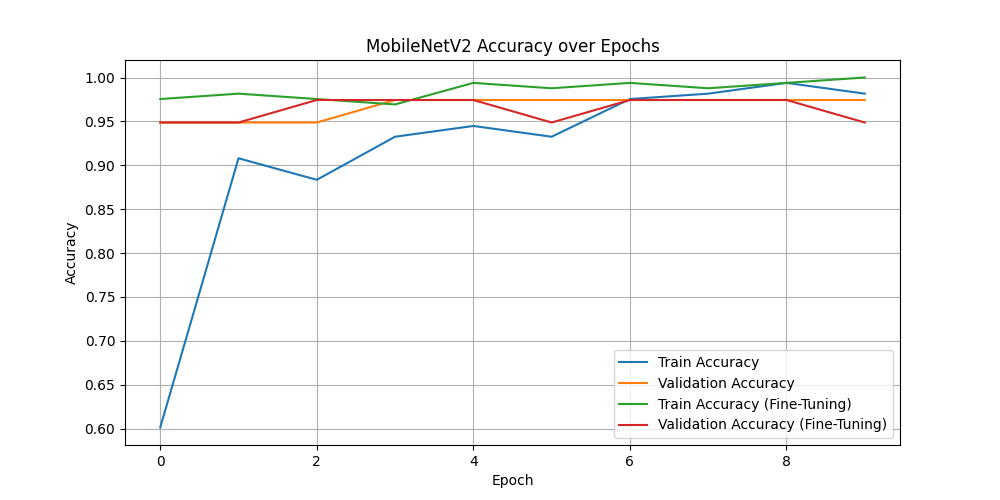 MobileNetV2 Accuracy over Epochs
1.00
0.95
0.90
0.85
0.80
0.75
0.70
0.65
0.60
Accuracy
0 2 4 6 8
Epoch
Train Accuracy
Validation Accuracy
Train Accuracy (Fine-Tuning)
Validation Accuracy (Fine-Tuning)